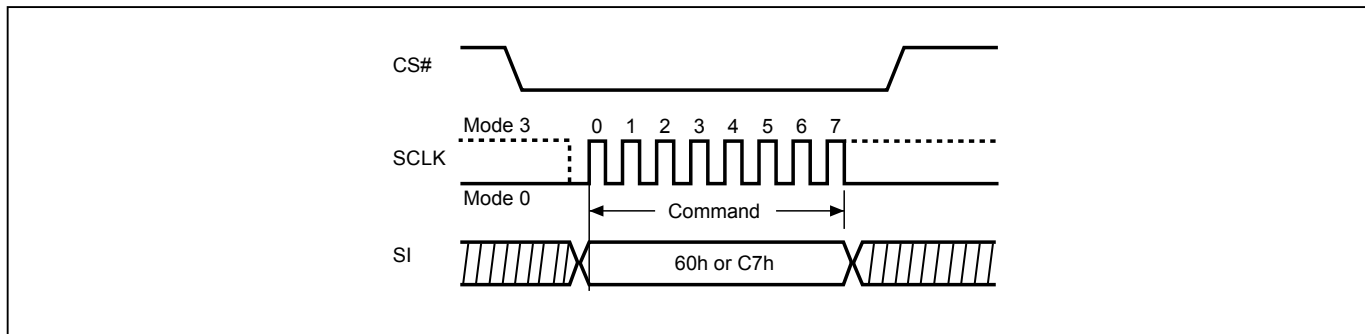 CS#
Mode 3
0 1 2 3 4 5 6 7
SCLK
Mode 0
Command
SI
60h or C7h